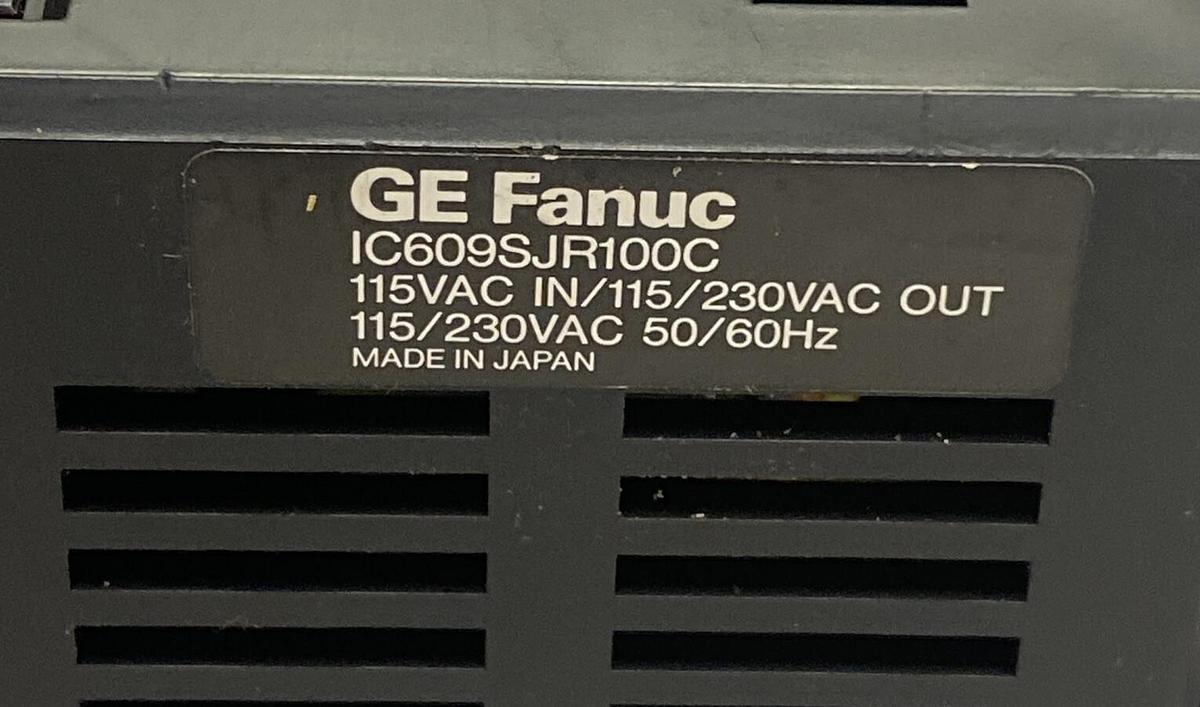 GE Fanuc
IC609SJR100C
115VAC IN/115/230VAC OUT
115/230VAC 50/60Hz
MADE IN JAPAN